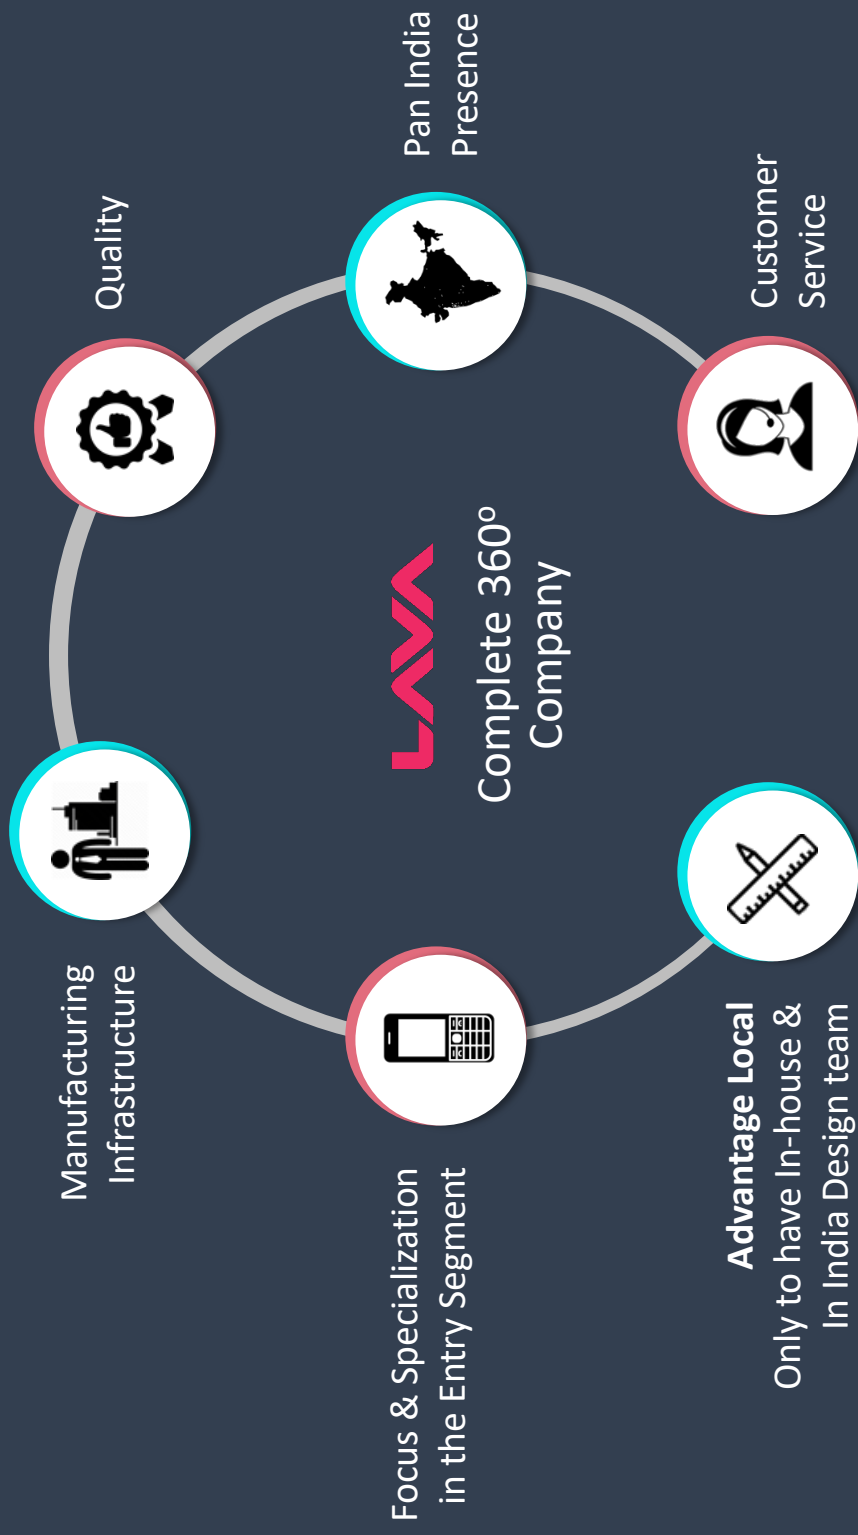 Manufacturing
Infrastructure
Quality
Focus & Specialization
in the Entry Segment
LAVA
Complete 360º
Company
Pan India
Presence
Advantage Local
Only to have In-house &
In India Design team
Customer
Service